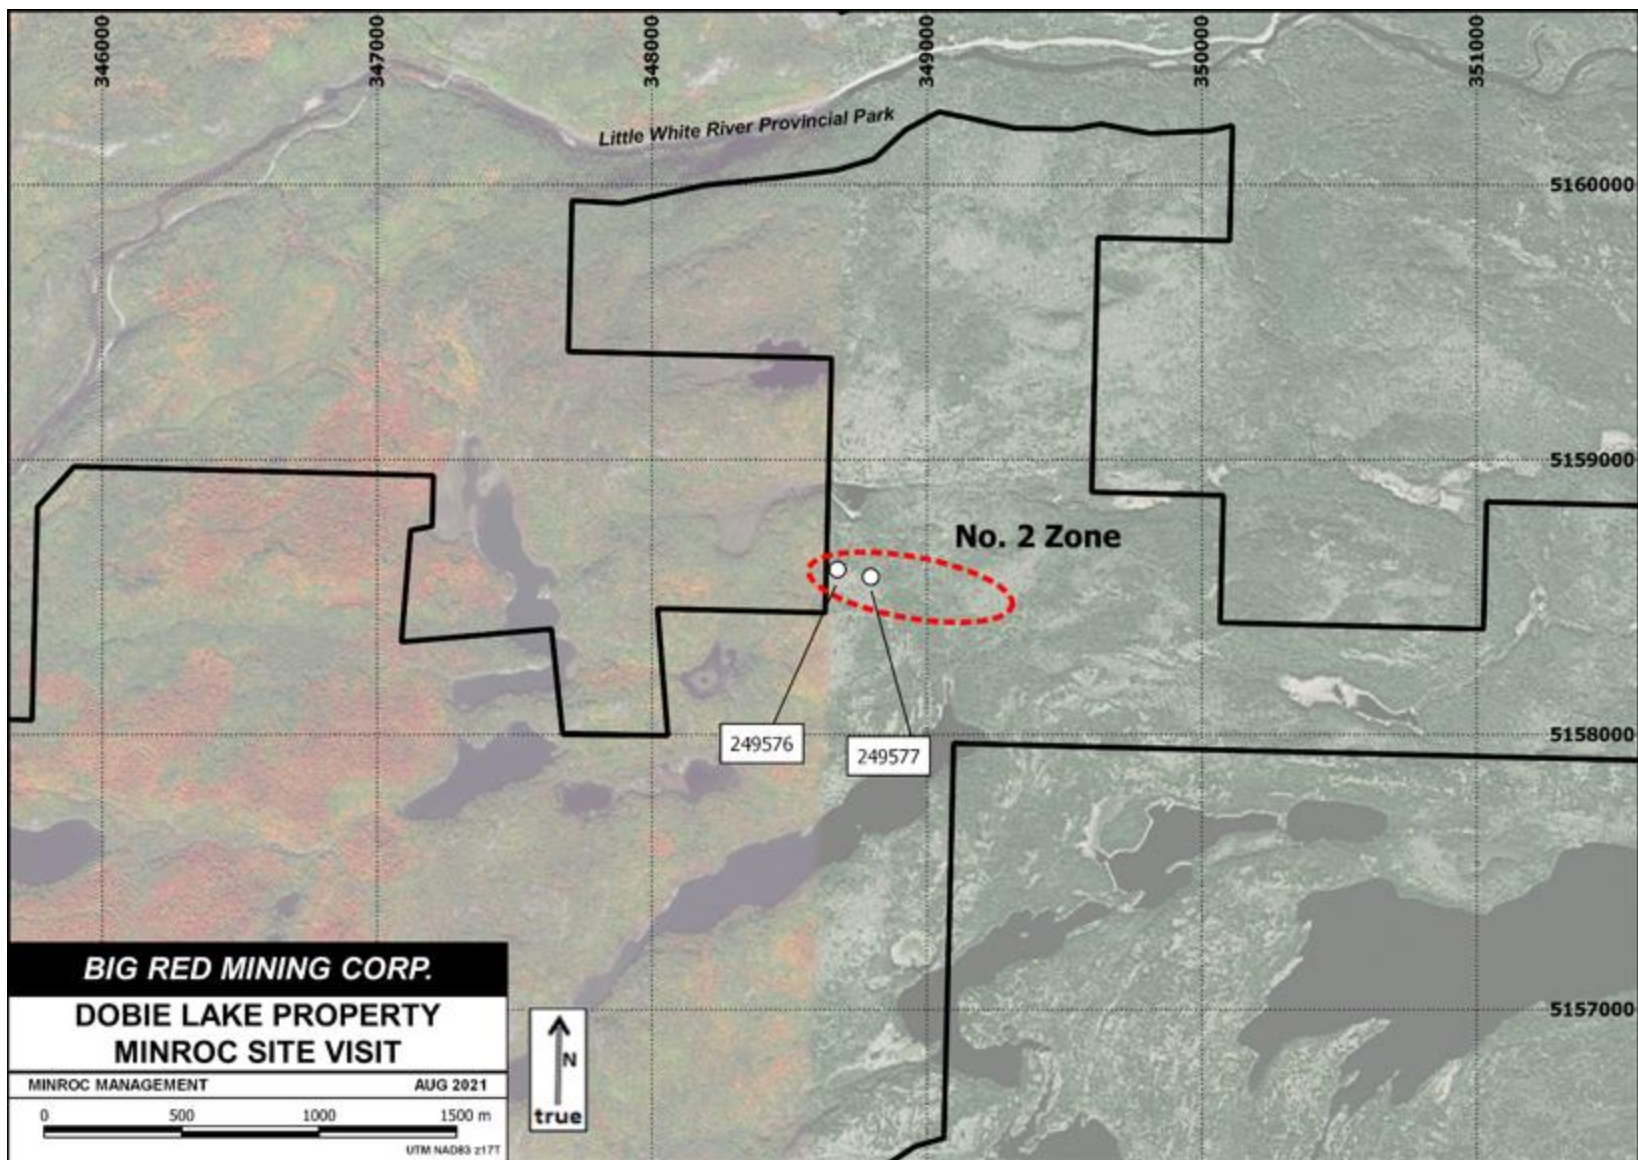 346000
347000
348000
349000
350000
351000
Little White River Provincial Park
5160000
5159000
No. 2 Zone
249576
249577
5158000
5157000
BIG RED MINING CORP.
DOBIE LAKE PROPERTY
MINROC SITE VISIT
MINROC MANAGEMENT AUG 2021
0 500 1000 1500 m
UTM NAD83 z17T
N
true